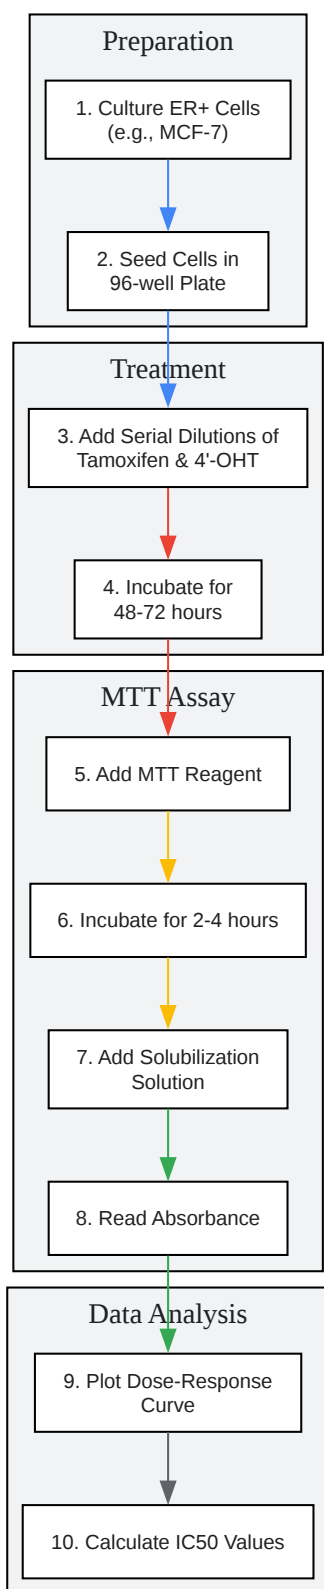 Preparation
1. Culture ER+ Cells
(e.g., MCF-7)
2. Seed Cells in
96-well Plate
Treatment
3. Add Serial Dilutions of
Tamoxifen & 4'-OHT
4. Incubate for
48-72 hours
MTT Assay
5. Add MTT Reagent
6. Incubate for 2-4 hours
7. Add Solubilization
Solution
8. Read Absorbance
Data Analysis
9. Plot Dose-Response
Curve
10. Calculate IC50 Values